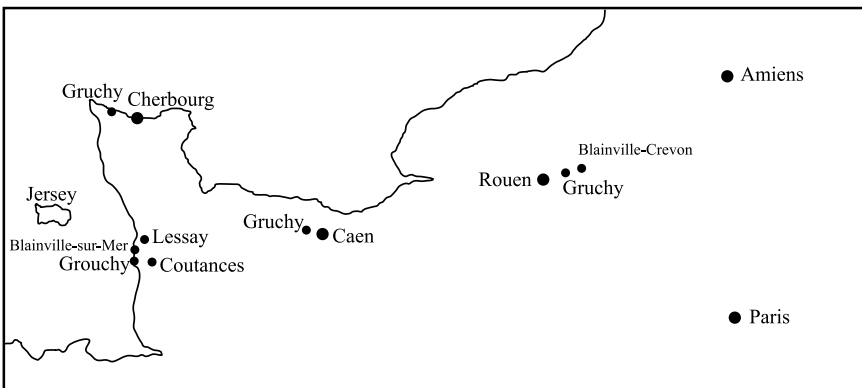 Amiens
Gruchy
Cherbourg
Blainville-Crevon
Rouen
Gruchy
Jersey
Gruchy
Caen
Lessay
Blainville-sur-Mer
Grouchy
Coutances
Paris